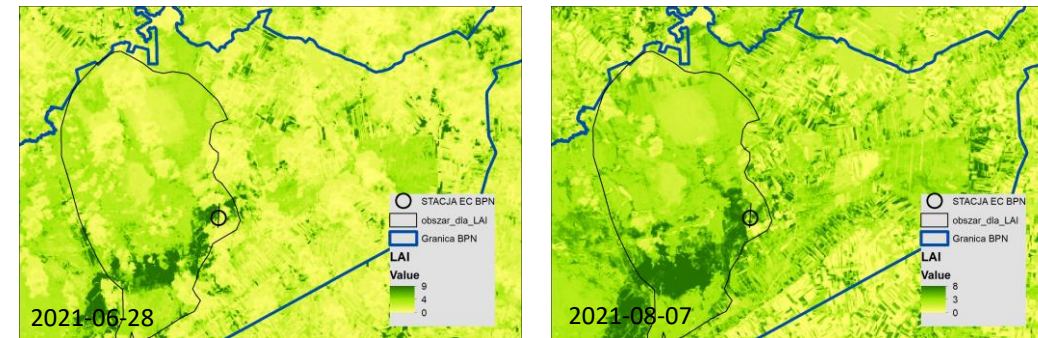 STACJA EC BPN
obszar_dla_LAI
Granica BPN
LAI
Value
9
4
0
2021-06-28
STACJA EC BPN
obszar_dla_LAI
Granica BPN
LAI
Value
8
3
0
2021-08-07